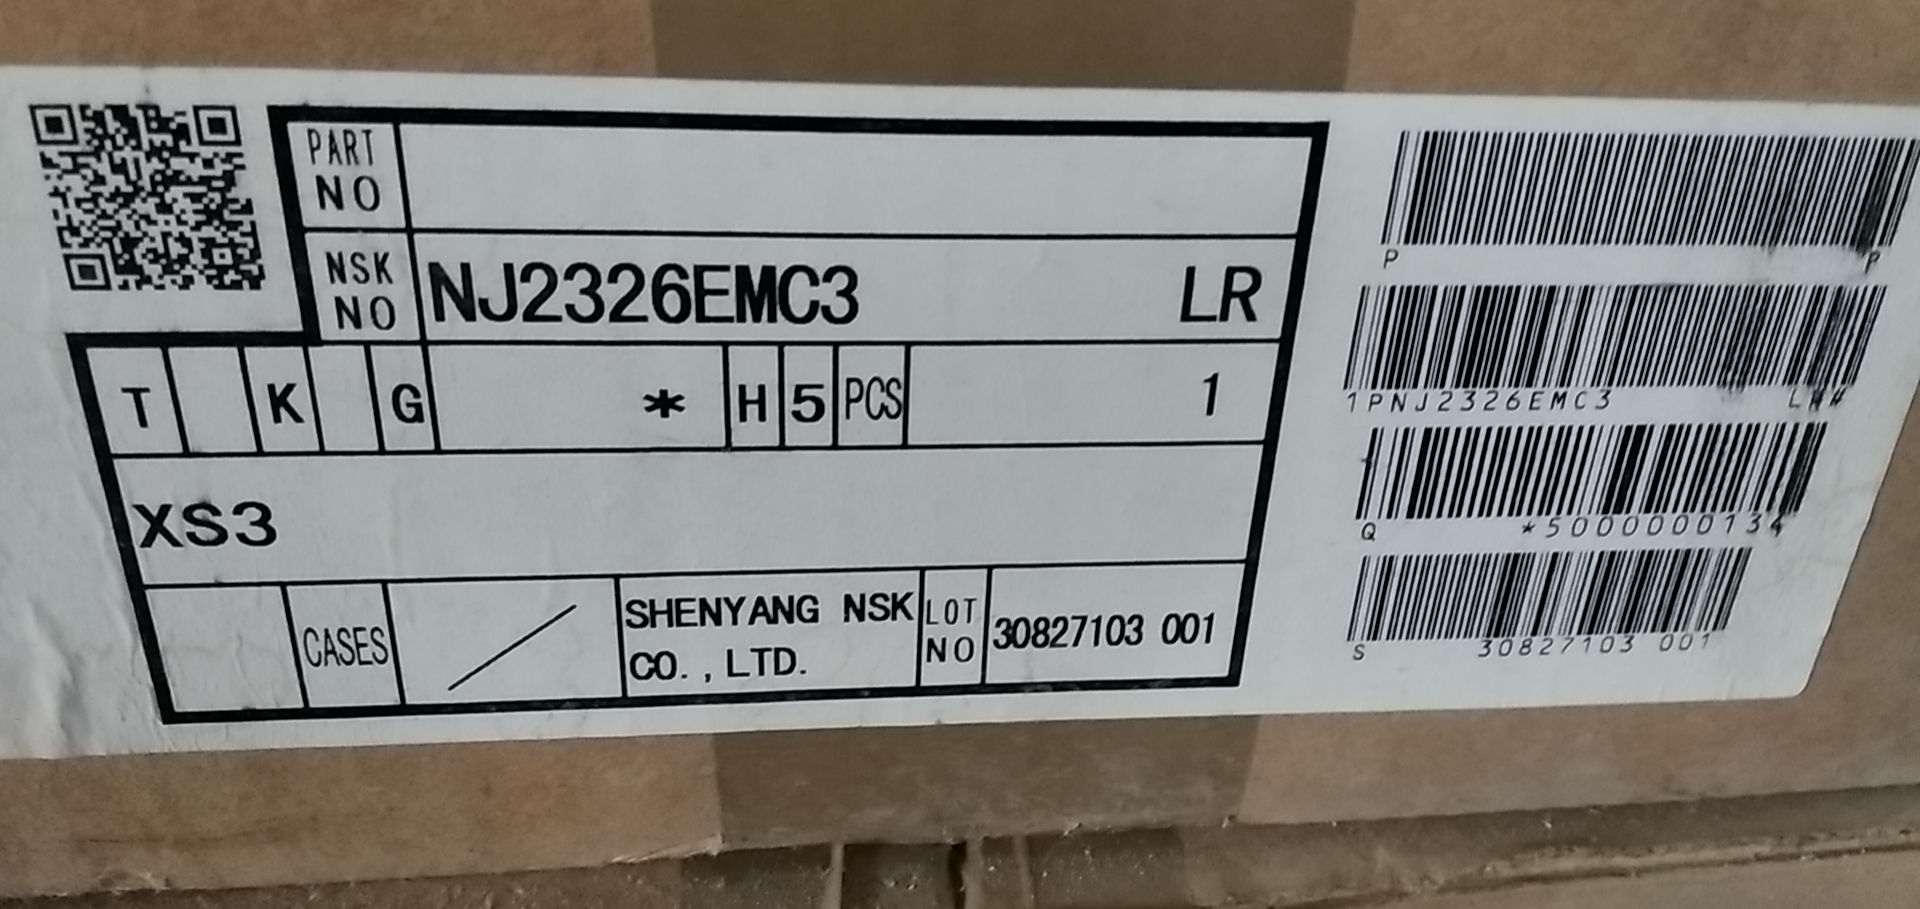 PART NO
NSK NO NJ2326EMC3 LR
T K G * H 5 PCS 1
XS3
CASES SHENYANG NSK CO., LTD. LOT NO 30827103 001
P P
1PNJ2326EMC3
Q *5000000134
S 30827103 001